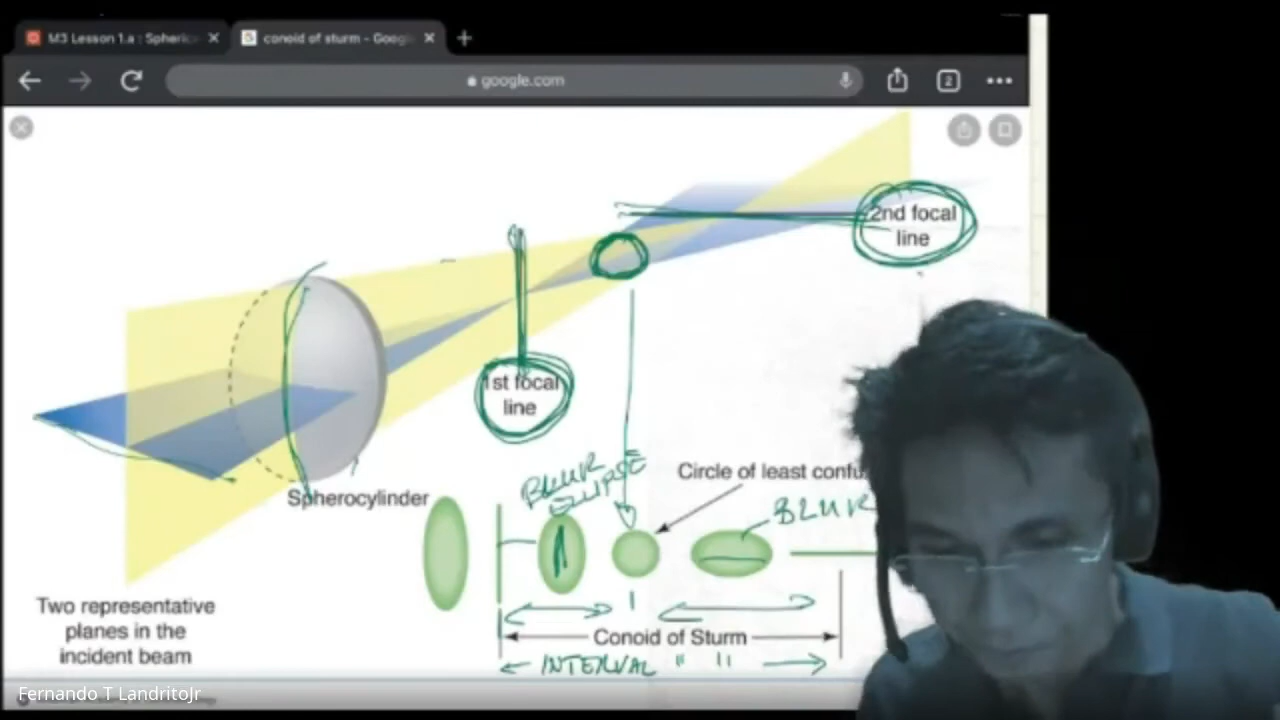 M3 Lesson 1.a : Spheric
conoid of sturm - Goog
google.com
2
2nd focal
line
1st focal
line
Spherocylinder
BLUR
ELLIPSE
Circle of least confu
BLUR
Two representative
planes in the
incident beam
Conoid of Sturm
INTERVAL " "
Fernando T LandritoJr